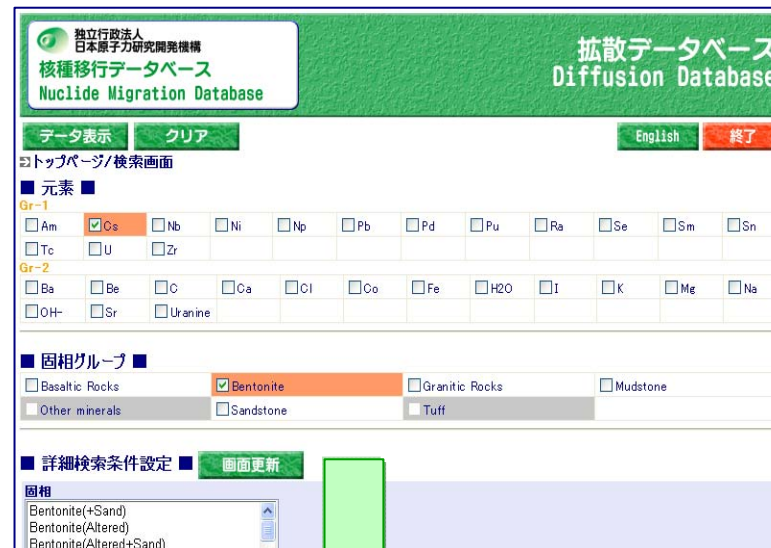 独立行政法人
日本原子力研究開発機構
核種移行データベース
Nuclide Migration Database
拡散データベース
Diffusion Database
データ表示 クリア English 終了
トップページ/検索画面
■ 元素 ■
Gr-1
Am Cs Nb Ni Np Pb Pd Pu Ra Se Sm Sn
Tc U Zr
Gr-2
Ba Be C Ca Cl Co Fe H2O I K Mg Na
OH- Sr Uranine
■ 固相グループ ■
Basaltic Rocks Bentonite Granitic Rocks Mudstone
Other minerals Sandstone Tuff
■ 詳細検索条件設定 ■ 画面更新
固相
Bentonite(+Sand)
Bentonite(Altered)
Bentonite(Altered+Sand)